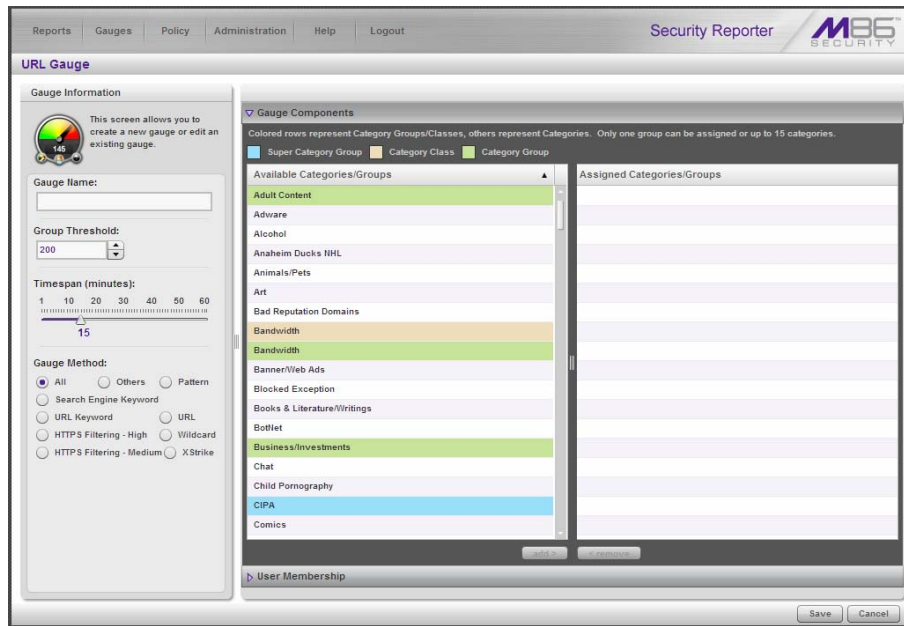 Reports Gauges Policy Administration Help Logout
Security Reporter
M86 SECURITY
URL Gauge
Gauge Information
This screen allows you to
create a new gauge or edit an
existing gauge.
145
Gauge Name:
Group Threshold:
200
Timespan (minutes):
1 10 20 30 40 50 60
15
Gauge Method:
All Others Pattern
Search Engine Keyword
URL Keyword URL
HTTPS Filtering - High Wildcard
HTTPS Filtering - Medium XStrike
Gauge Components
Colored rows represent Category Groups/Classes, others represent Categories. Only one group can be assigned or up to 15 categories.
Super Category Group Category Class Category Group
Available Categories/Groups
Adult Content
Adware
Alcohol
Anaheim Ducks NHL
Animals/Pets
Art
Bad Reputation Domains
Bandwidth
Bandwidth
Banner/Web Ads
Blocked Exception
Books & Literature/Writings
BotNet
Business/Investments
Chat
Child Pornography
CIPA
Comics
Assigned Categories/Groups
add > < remove
User Membership
Save Cancel